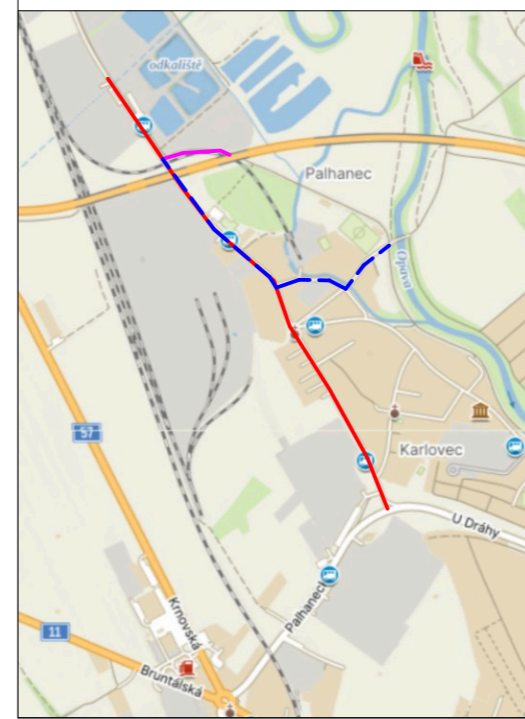 odkaliště
Palhanec
Opava
57
Karlovec
U Dráhy
Palhanecká
Krnovská
11
Bruntálská